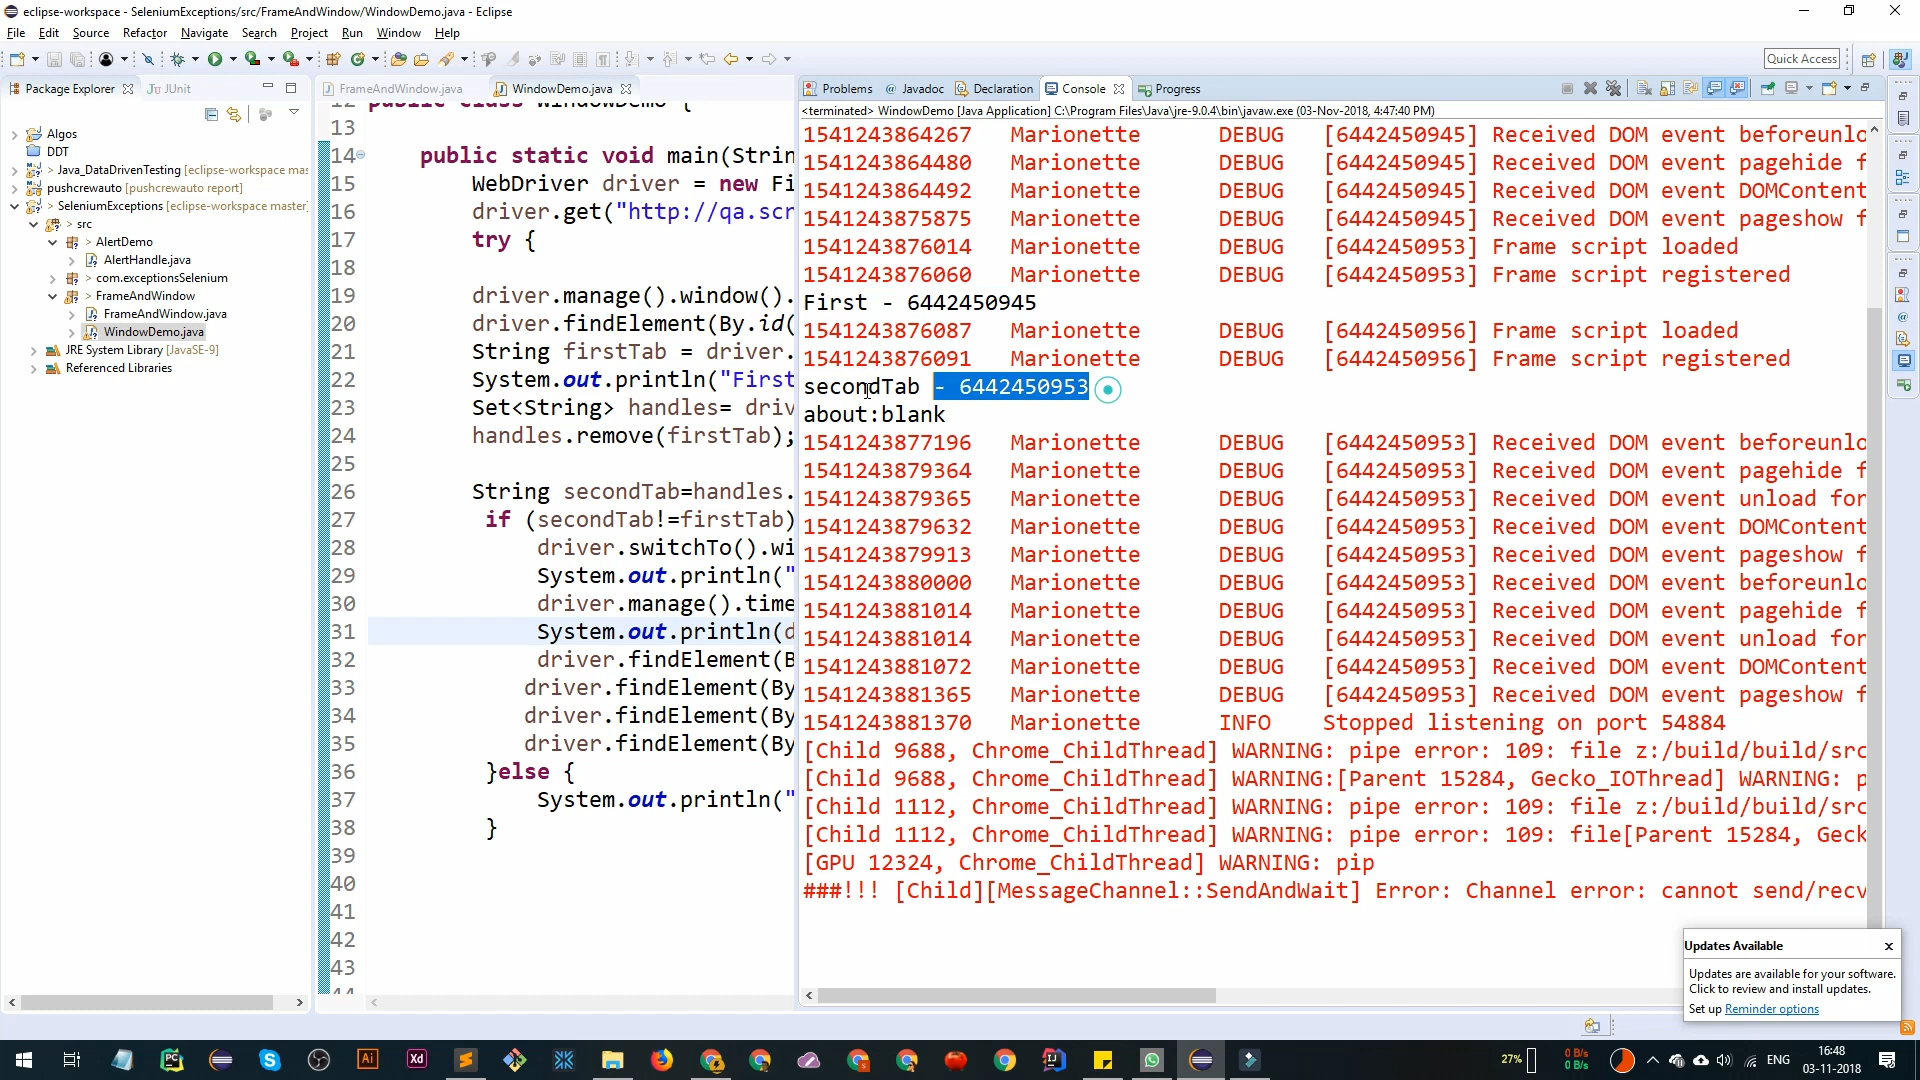 eclipse-workspace - SeleniumExceptions/src/FrameAndWindow/WindowDemo.java - Eclipse
File Edit Source Refactor Navigate Search Project Run Window Help
Quick Access
Package Explorer
JUnit
Algos
DDT
> Java_DataDrivenTesting [eclipse-workspace mas
pushcrewauto [pushcrewauto report]
> SeleniumExceptions [eclipse-workspace master]
> src
> AlertDemo
AlertHandle.java
> com.exceptionsSelenium
> FrameAndWindow
FrameAndWindow.java
WindowDemo.java
JRE System Library [JavaSE-9]
Referenced Libraries
FrameAndWindow.java
WindowDemo.java
12 public class WindowDemo {
13
14 public static void main(Strin
15 WebDriver driver = new Fi
16 driver.get("http://qa.scr
17 try {
18
19 driver.manage().window().
20 driver.findElement(By.id(
21 String firstTab = driver.
22 System.out.println("First
23 Set<String> handles= driv
24 handles.remove(firstTab);
25
26 String secondTab=handles.
27 if (secondTab!=firstTab)
28 driver.switchTo().wi
29 System.out.println("
30 driver.manage().time
31 System.out.println(d
32 driver.findElement(B
33 driver.findElement(By
34 driver.findElement(By
35 driver.findElement(By
36 }else {
37 System.out.println("
38 }
39
40
41
42
43
44
Problems Javadoc Declaration Console Progress
<terminated> WindowDemo [Java Application] C:\Program Files\Java\jre-9.0.4\bin\javaw.exe (03-Nov-2018, 4:47:40 PM)
1541243864267 Marionette DEBUG [6442450945] Received DOM event beforeunlo
1541243864480 Marionette DEBUG [6442450945] Received DOM event pagehide f
1541243864492 Marionette DEBUG [6442450945] Received DOM event DOMContent
1541243875875 Marionette DEBUG [6442450945] Received DOM event pageshow f
1541243876014 Marionette DEBUG [6442450953] Frame script loaded
1541243876060 Marionette DEBUG [6442450953] Frame script registered
First - 6442450945
1541243876087 Marionette DEBUG [6442450956] Frame script loaded
1541243876091 Marionette DEBUG [6442450956] Frame script registered
secondTab - 6442450953
about:blank
1541243877196 Marionette DEBUG [6442450953] Received DOM event beforeunlo
1541243879364 Marionette DEBUG [6442450953] Received DOM event pagehide f
1541243879365 Marionette DEBUG [6442450953] Received DOM event unload for
1541243879632 Marionette DEBUG [6442450953] Received DOM event DOMContent
1541243879913 Marionette DEBUG [6442450953] Received DOM event pageshow f
1541243880000 Marionette DEBUG [6442450953] Received DOM event beforeunlo
1541243881014 Marionette DEBUG [6442450953] Received DOM event pagehide f
1541243881014 Marionette DEBUG [6442450953] Received DOM event unload for
1541243881072 Marionette DEBUG [6442450953] Received DOM event DOMContent
1541243881365 Marionette DEBUG [6442450953] Received DOM event pageshow f
1541243881370 Marionette INFO Stopped listening on port 54884
[Child 9688, Chrome_ChildThread] WARNING: pipe error: 109: file z:/build/build/src
[Child 9688, Chrome_ChildThread] WARNING:[Parent 15284, Gecko_IOThread] WARNING: p
[Child 1112, Chrome_ChildThread] WARNING: pipe error: 109: file z:/build/build/src
[Child 1112, Chrome_ChildThread] WARNING: pipe error: 109: file[Parent 15284, Geck
[GPU 12324, Chrome_ChildThread] WARNING: pip
###!!! [Child][MessageChannel::SendAndWait] Error: Channel error: cannot send/recv
Updates Available
Updates are available for your software.
Click to review and install updates.
Set up Reminder options
27%
0 B/s
0 B/s
ENG
16:48
03-11-2018